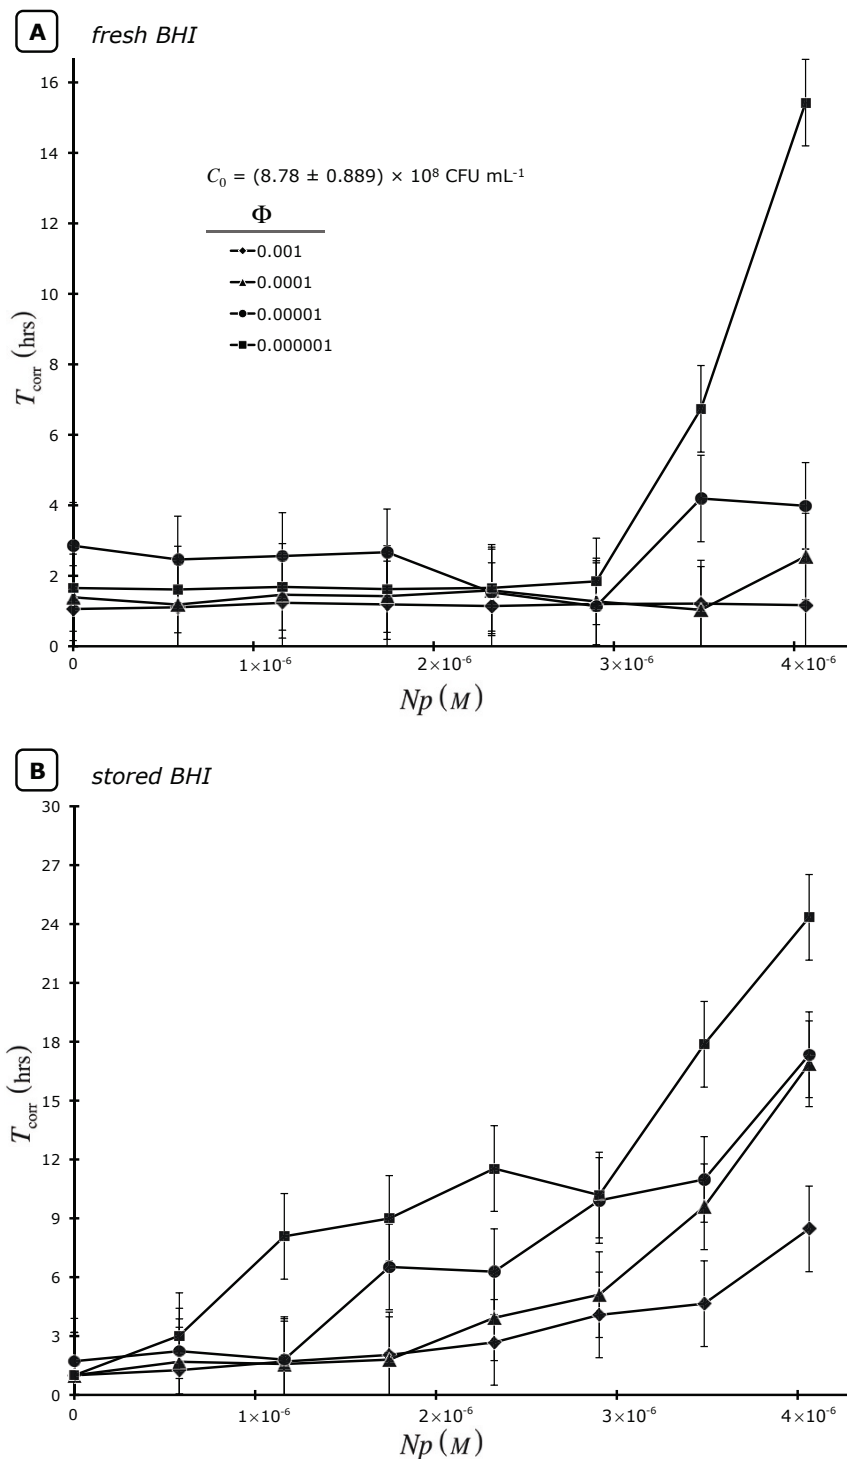 A fresh BHI
16
14
12
10
8
6
4
2
0
T_corr (hrs)
C₀ = (8.78 ± 0.889) × 10⁸ CFU mL⁻¹
Φ
0.001
0.0001
0.00001
0.000001
0 1×10⁻⁶ 2×10⁻⁶ 3×10⁻⁶ 4×10⁻⁶
Np (M)
B stored BHI
30
27
24
21
18
15
12
9
6
3
0
T_corr (hrs)
0 1×10⁻⁶ 2×10⁻⁶ 3×10⁻⁶ 4×10⁻⁶
Np (M)